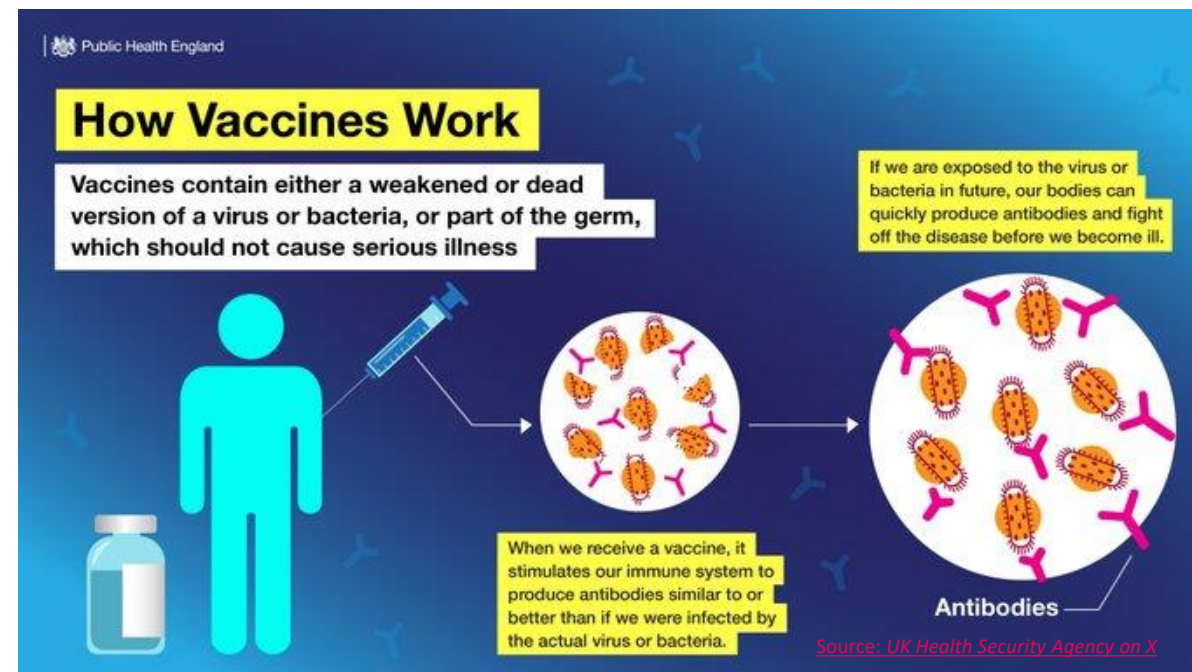 Public Health England
How Vaccines Work
Vaccines contain either a weakened or dead
version of a virus or bacteria, or part of the germ,
which should not cause serious illness
If we are exposed to the virus or
bacteria in future, our bodies can
quickly produce antibodies and fight
off the disease before we become ill.
When we receive a vaccine, it
stimulates our immune system to
produce antibodies similar to or
better than if we were infected by
the actual virus or bacteria.
Antibodies
Source: UK Health Security Agency on X